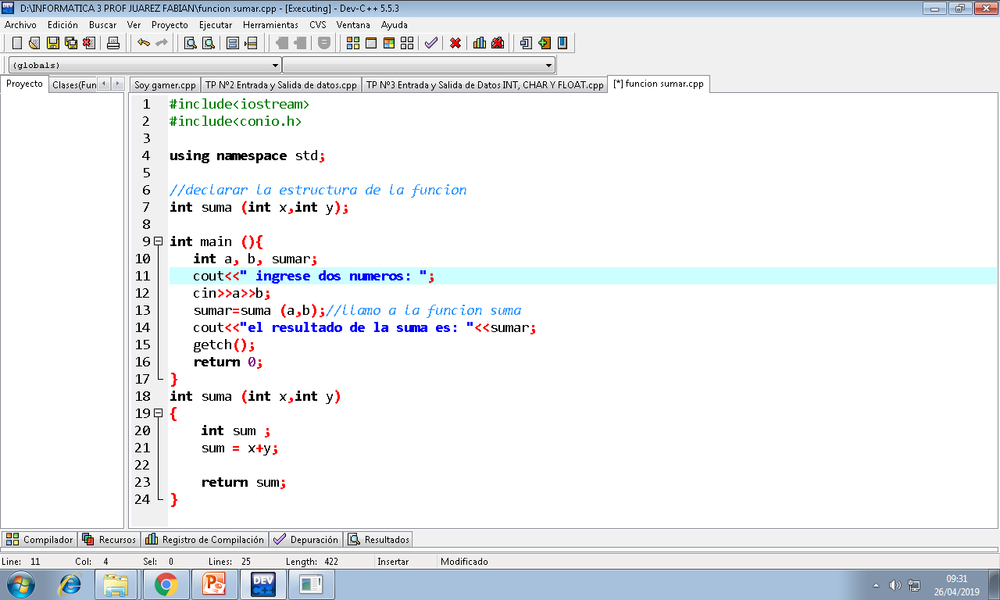 D:\INFORMATICA 3 PROF JUAREZ FABIAN\funcion sumar.cpp - [Executing] - Dev-C++ 5.5.3
Archivo Edición Buscar Ver Proyecto Ejecutar Herramientas CVS Ventana Ayuda
(globals)
Proyecto Clases(Fun Soy gamer.cpp TP Nº2 Entrada y Salida de datos.cpp TP Nº3 Entrada y Salida de Datos INT, CHAR Y FLOAT.cpp [*] funcion sumar.cpp
1 #include<iostream>
2 #include<conio.h>
3
4 using namespace std;
5
6 //declarar la estructura de la funcion
7 int suma (int x,int y);
8
9 int main (){
10 int a, b, sumar;
11 cout<<" ingrese dos numeros: ";
12 cin>>a>>b;
13 sumar=suma (a,b);//llamo a la funcion suma
14 cout<<"el resultado de la suma es: "<<sumar;
15 getch();
16 return 0;
17 }
18 int suma (int x,int y)
19 {
20 int sum ;
21 sum = x+y;
22
23 return sum;
24 }
Compilador Recursos Registro de Compilación Depuración Resultados
Line: 11 Col: 4 Sel: 0 Lines: 25 Length: 422 Insertar Modificado
DEV C++ 09:31
26/04/2019